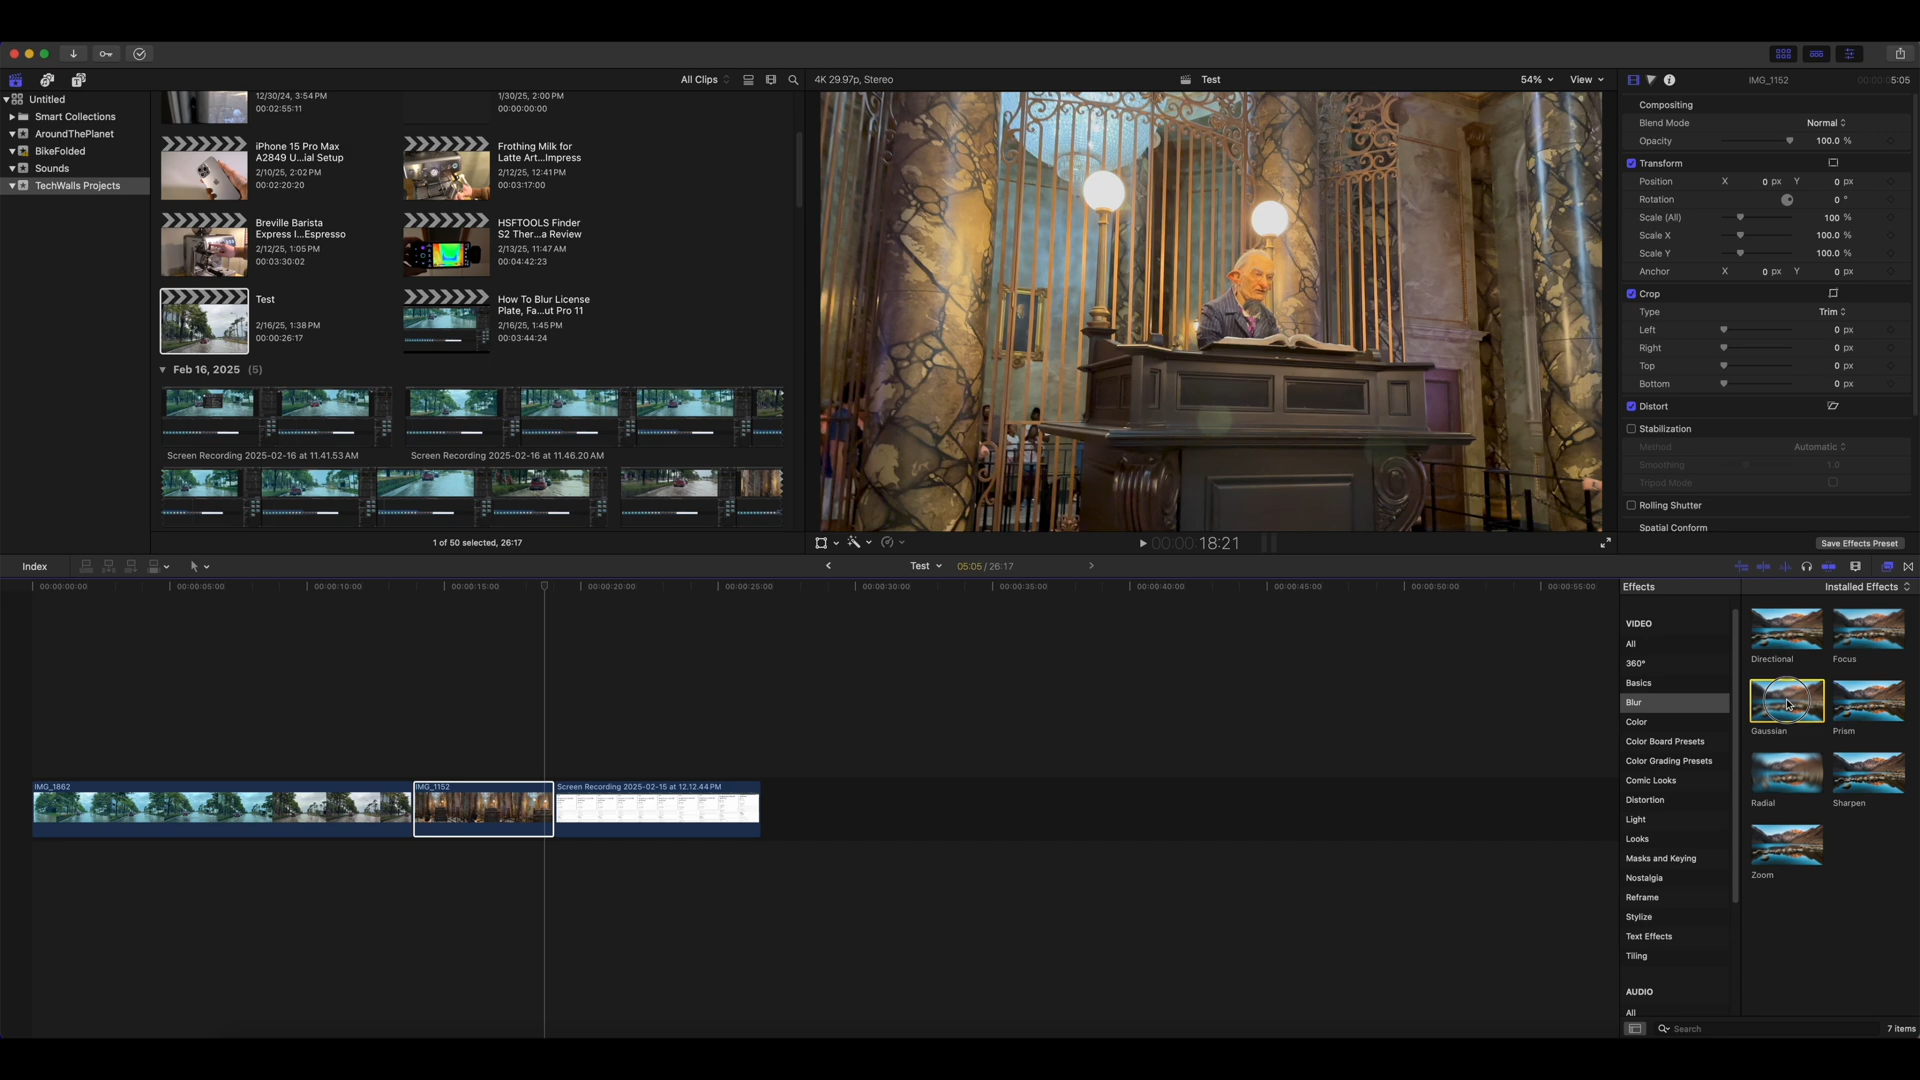 All Clips
4K 29.97p, Stereo
Test
54%
View
IMG_1152
5:05
Untitled
Smart Collections
AroundThePlanet
BikeFolded
Sounds
TechWalls Projects
12/30/24, 3:54 PM
00:02:55:11
1/30/25, 2:00 PM
00:00:00:00
iPhone 15 Pro Max
A2849 U...ial Setup
2/10/25, 2:02 PM
00:02:20:20
Frothing Milk for
Latte Art...Impress
2/12/25, 12:41 PM
00:03:17:00
Breville Barista
Express I...Espresso
2/12/25, 1:05 PM
00:03:30:02
HSFTOOLS Finder
S2 Ther...a Review
2/13/25, 11:47 AM
00:04:42:23
Test
2/16/25, 1:38 PM
00:00:26:17
How To Blur License
Plate, Fa...ut Pro 11
2/16/25, 1:45 PM
00:03:44:24
Feb 16, 2025 (5)
Screen Recording 2025-02-16 at 11.41.53 AM
Screen Recording 2025-02-16 at 11.46.20 AM
1 of 50 selected, 26:17
00:00:18:21
Compositing
Blend Mode Normal
Opacity 100.0 %
Transform
Position X 0 px Y 0 px
Rotation 0 °
Scale (All) 100 %
Scale X 100.0 %
Scale Y 100.0 %
Anchor X 0 px Y 0 px
Crop
Type Trim
Left 0 px
Right 0 px
Top 0 px
Bottom 0 px
Distort
Stabilization
Method Automatic
Smoothing 1.0
Tripod Mode
Rolling Shutter
Spatial Conform
Save Effects Preset
Index
Test
05:05 / 26:17
00:00:00:00 00:00:05:00 00:00:10:00 00:00:15:00 00:00:20:00 00:00:25:00 00:00:30:00 00:00:35:00 00:00:40:00 00:00:45:00 00:00:50:00 00:00:55:00
IMG_1862
IMG_1152
Screen Recording 2025-02-15 at 12.12.44 PM
Effects
Installed Effects
VIDEO
All
360°
Basics
Blur
Color
Color Board Presets
Color Grading Presets
Comic Looks
Distortion
Light
Looks
Masks and Keying
Nostalgia
Reframe
Stylize
Text Effects
Tiling
AUDIO
All
Directional
Focus
Gaussian
Prism
Radial
Sharpen
Zoom
Search
7 items